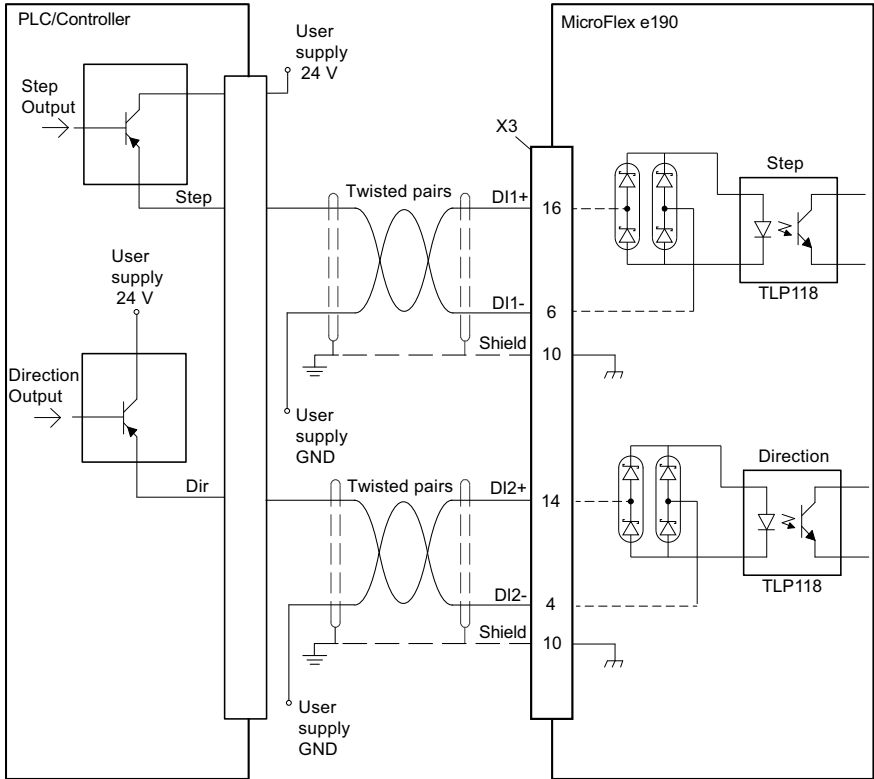 PLC/Controller
User
supply
24 V
MicroFlex e190
Step
Output
X3
Step
Step
Twisted pairs
DI1+
16
TLP118
User
supply
24 V
DI1-
6
Shield
10
Direction
Output
User
supply
GND
Direction
Dir
Twisted pairs
DI2+
14
TLP118
DI2-
4
Shield
10
User
supply
GND